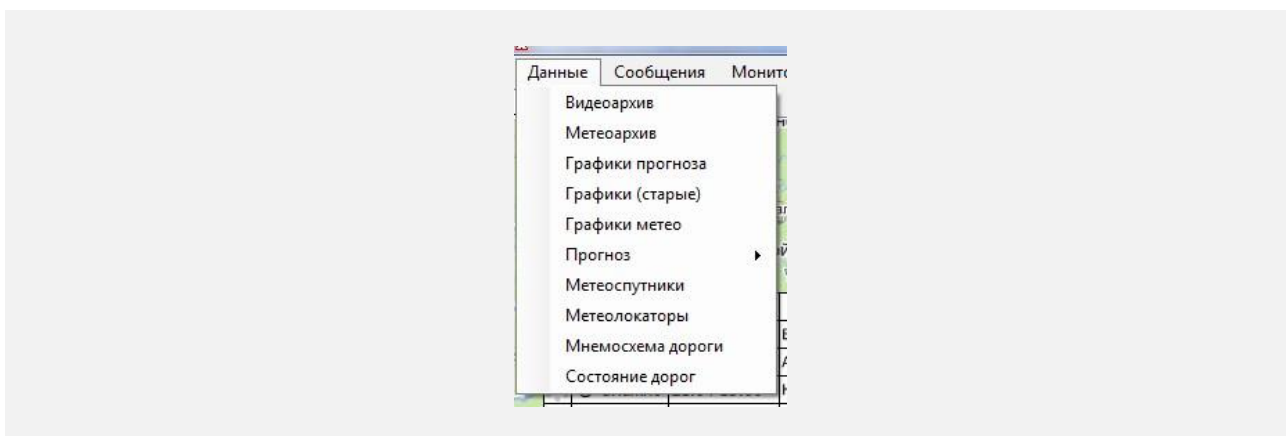 Данные Сообщения
Видеоархив
Метеоархив
Графики прогноза
Графики (старые)
Графики метео
Прогноз
Метеоспутники
Метеолокаторы
Мнемосхема дороги
Состояние дорог